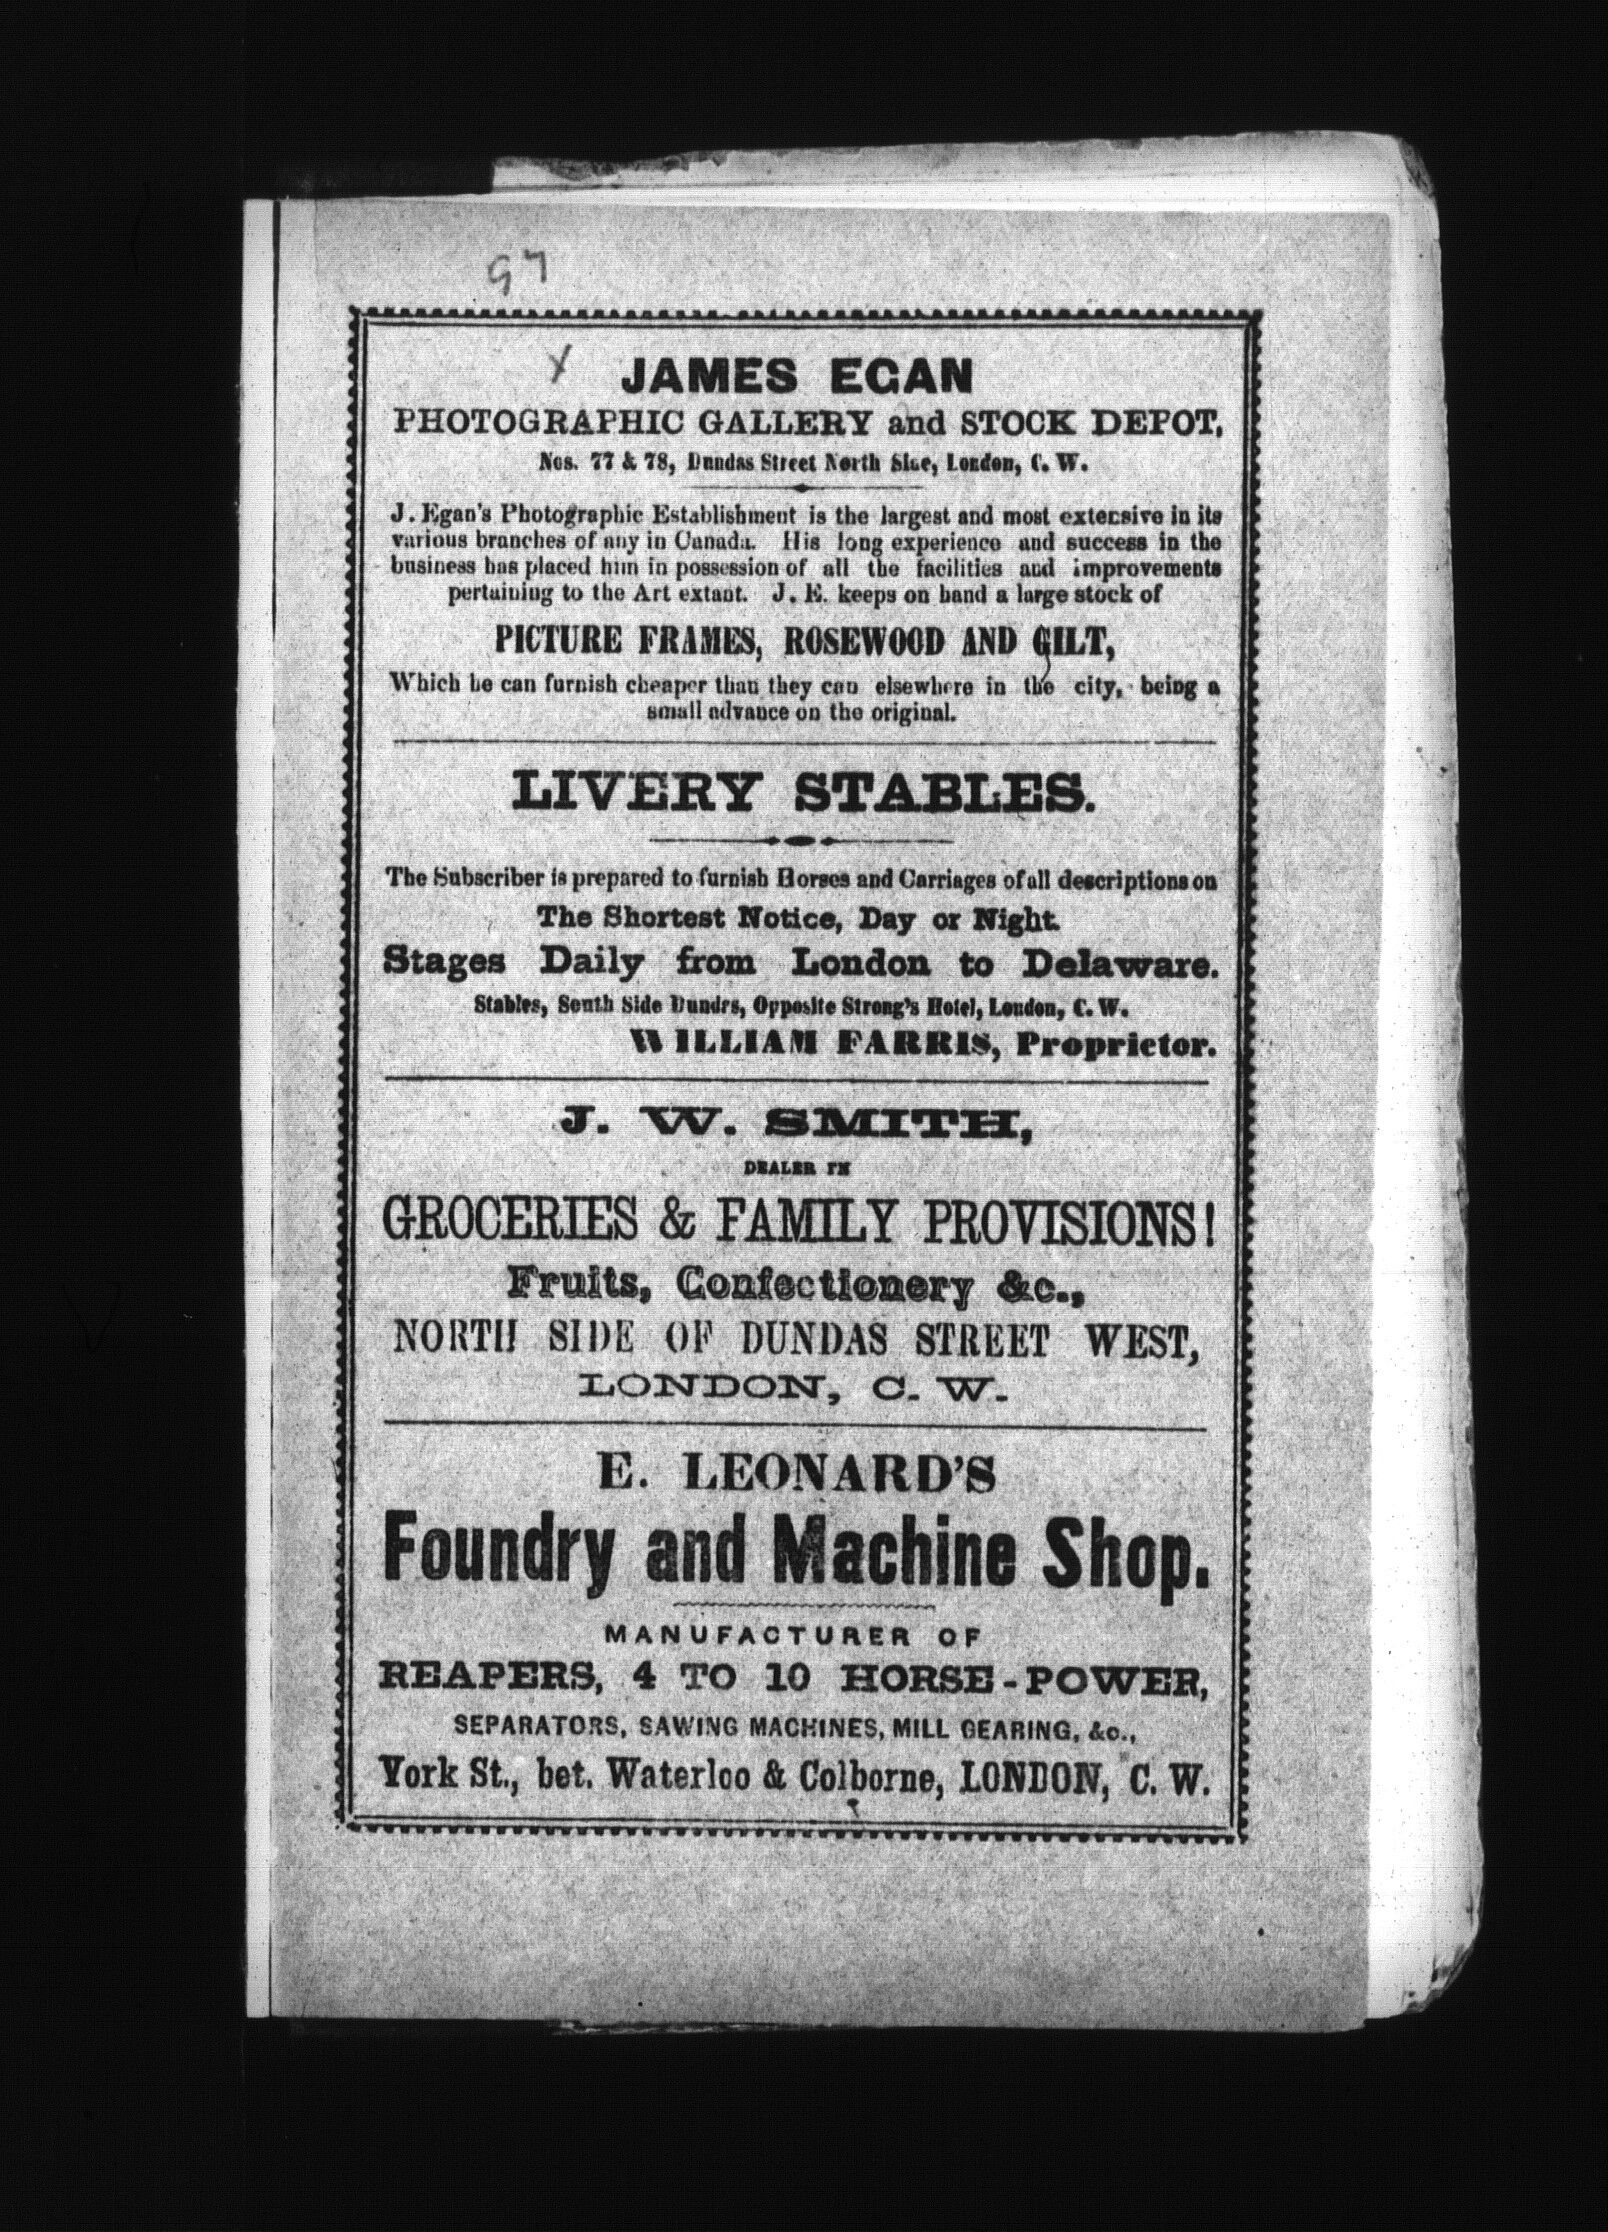 97
X JAMES EGAN
PHOTOGRAPHIC GALLERY and STOCK DEPOT,
Nos. 77 & 78, Dundas Street North Side, London, C. W.
J. Egan's Photographic Establishment is the largest and most extensive in its
various branches of any in Canada. His long experience and success in the
business has placed him in possession of all the facilities and improvements
pertaining to the Art extant. J. E. keeps on hand a large stock of
PICTURE FRAMES, ROSEWOOD AND GILT,
Which he can furnish cheaper than they can elsewhere in the city, being a
small advance on the original.
LIVERY STABLES.
The Subscriber is prepared to furnish Horses and Carriages of all descriptions on
The Shortest Notice, Day or Night.
Stages Daily from London to Delaware.
Stables, South Side Dundas, Opposite Strong's Hotel, London, C. W.
WILLIAM FARRIS, Proprietor.
J. W. SMITH,
DEALER IN
GROCERIES & FAMILY PROVISIONS!
Fruits, Confectionery &c.,
NORTH SIDE OF DUNDAS STREET WEST,
LONDON, C. W.
E. LEONARD'S
Foundry and Machine Shop.
MANUFACTURER OF
REAPERS, 4 TO 10 HORSE-POWER,
SEPARATORS, SAWING MACHINES, MILL GEARING, &c.,
York St., bet. Waterloo & Colborne, LONDON, C. W.